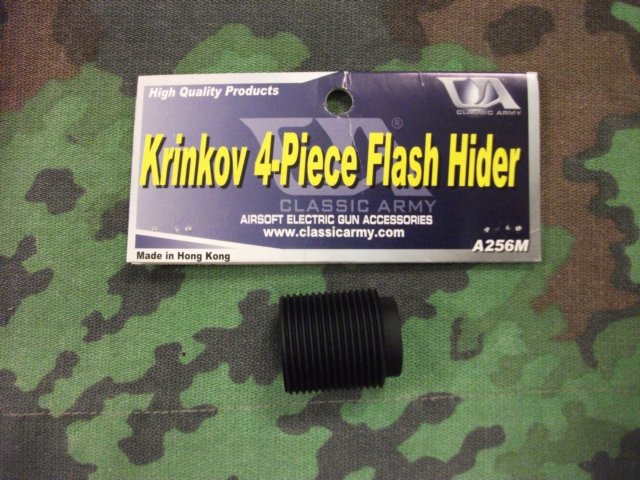 High Quality Products
CLASSIC ARMY
Krinkov 4-Piece Flash Hider
®
CLASSIC ARMY
AIRSOFT ELECTRIC GUN ACCESSORIES
www.classicarmy.com
A256M
Made in Hong Kong